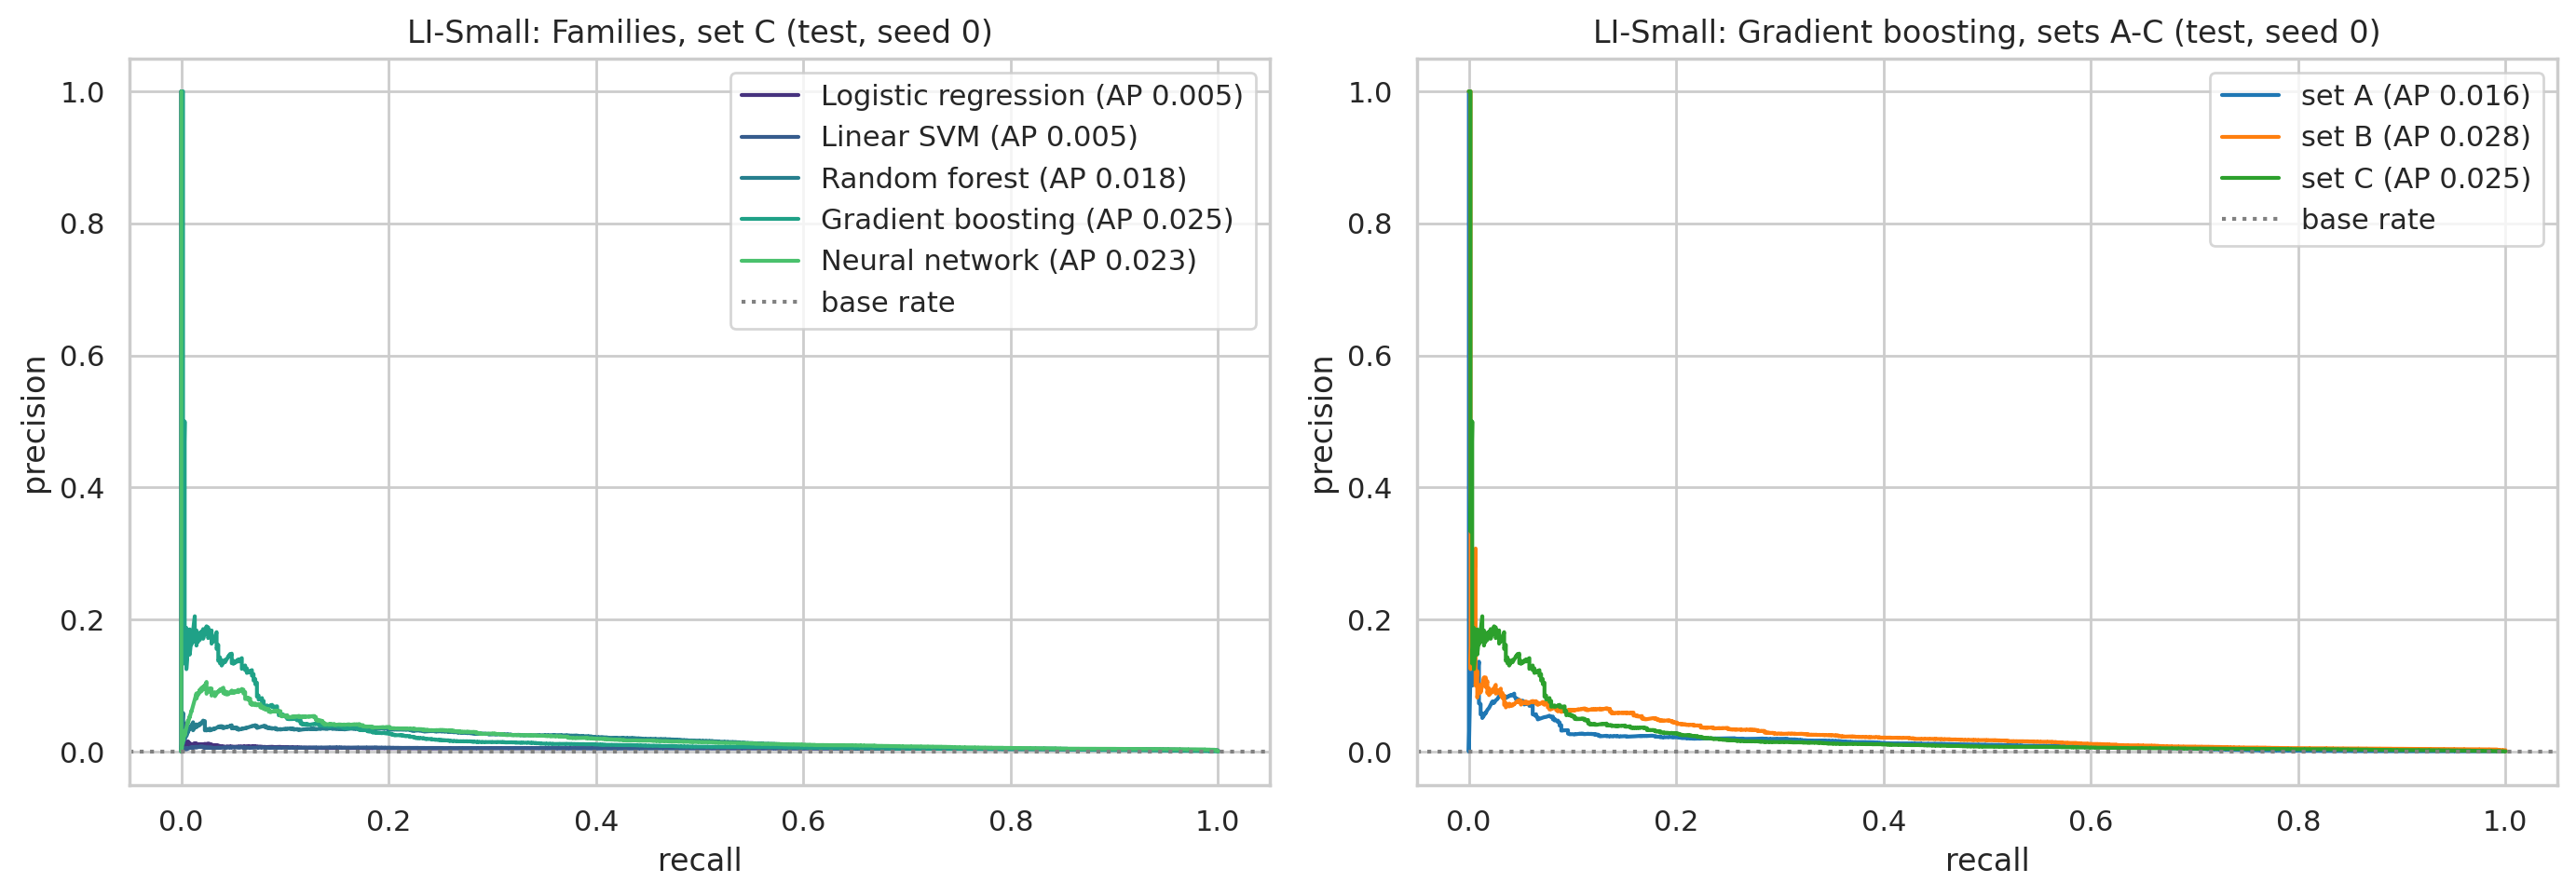 LI-Small: Families, set C (test, seed 0)
1.0
0.8
0.6
0.4
0.2
0.0
precision
Logistic regression (AP 0.005)
Linear SVM (AP 0.005)
Random forest (AP 0.018)
Gradient boosting (AP 0.025)
Neural network (AP 0.023)
base rate
0.0 0.2 0.4 0.6 0.8 1.0
recall
LI-Small: Gradient boosting, sets A-C (test, seed 0)
1.0
0.8
0.6
0.4
0.2
0.0
precision
set A (AP 0.016)
set B (AP 0.028)
set C (AP 0.025)
base rate
0.0 0.2 0.4 0.6 0.8 1.0
recall